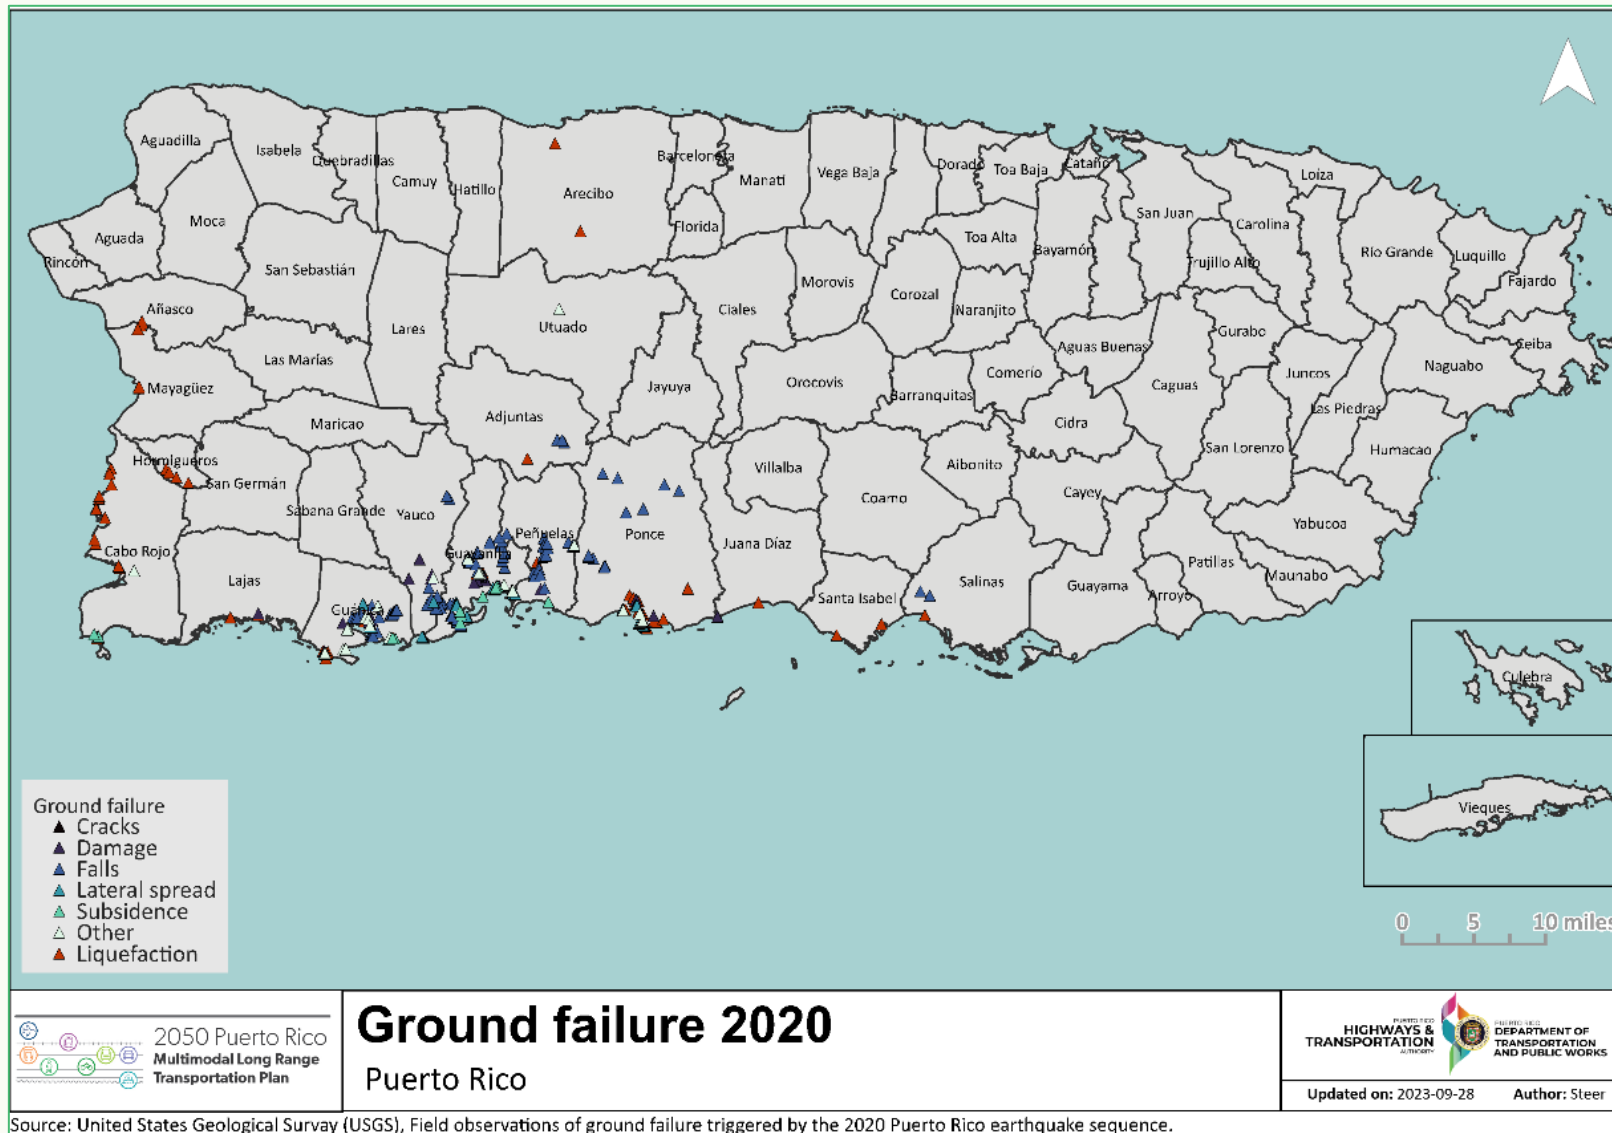 Aguadilla
Isabela
Quebradillas
Camuy
Hatillo
Arecibo
Barceloneta
Manatí
Vega Baja
Dorado
Toa Baja
Cataño
Loiza
San Juan
Carolina
Moca
Aguada
Rincón
Florida
Toa Alta
Bayamón
Trujillo Alto
Río Grande
Luquillo
Fajardo
San Sebastián
Añasco
Lares
Utuado
Ciales
Morovis
Corozal
Naranjito
Gurabo
Aguas Buenas
Ceiba
Naguabo
Las Marías
Mayagüez
Jayuya
Orocovis
Barranquitas
Comerío
Caguas
Juncos
Las Piedras
Adjuntas
Maricao
Cidra
San Lorenzo
Humacao
Hormigueros
San Germán
Sabana Grande
Yauco
Villalba
Aibonito
Coamo
Cayey
Yabucoa
Cabo Rojo
Guayanilla
Peñuelas
Ponce
Juana Díaz
Lajas
Guánica
Santa Isabel
Salinas
Guayama
Arroyo
Patillas
Maunabo
Culebra
Vieques
Ground failure
Cracks
Damage
Falls
Lateral spread
Subsidence
Other
Liquefaction
0 5 10 miles
2050 Puerto Rico
Multimodal Long Range
Transportation Plan
Ground failure 2020
Puerto Rico
PUERTO RICO
HIGHWAYS &
TRANSPORTATION
AUTHORITY
PUERTO RICO
DEPARTMENT OF
TRANSPORTATION
AND PUBLIC WORKS
Updated on: 2023-09-28 Author: Steer
Source: United States Geological Survey (USGS), Field observations of ground failure triggered by the 2020 Puerto Rico earthquake sequence.